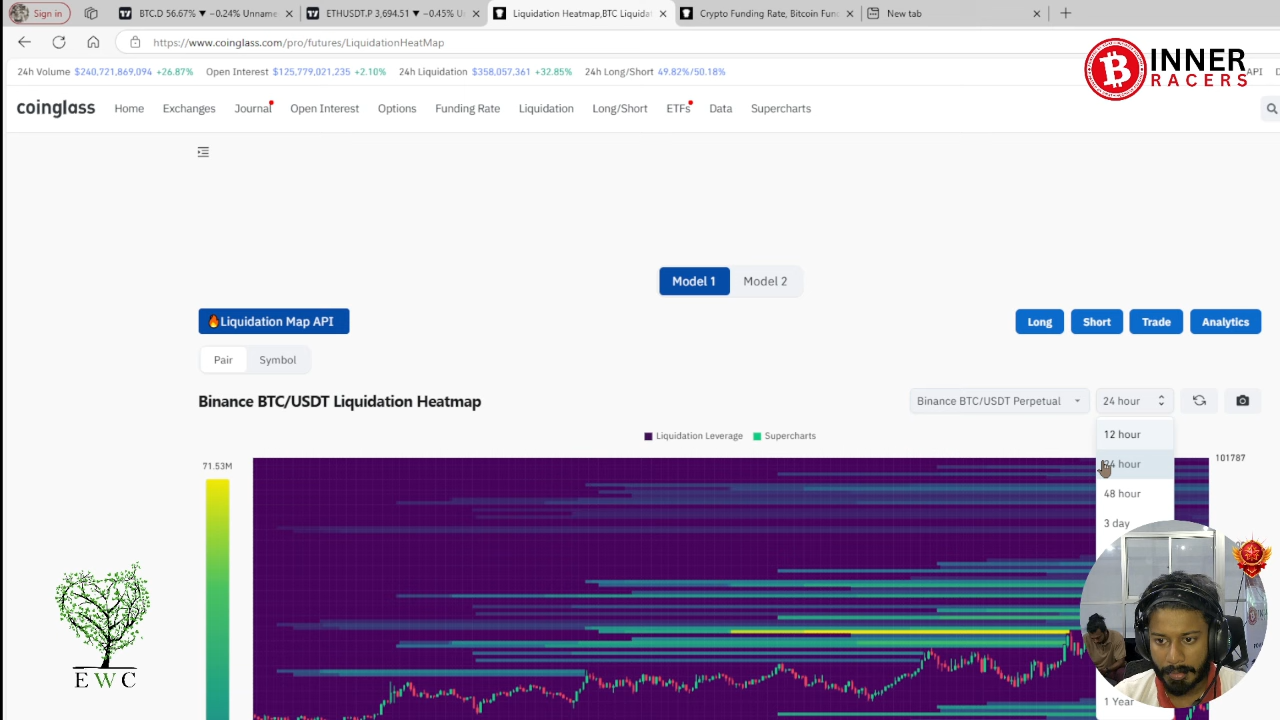 Sign in
BTC.D 56.67% ▼ −0.24% Unname
ETHUSDT.P 3,694.51 ▼ −0.45% U
Liquidation Heatmap,BTC Liquidat
Crypto Funding Rate, Bitcoin Fun
New tab
https://www.coinglass.com/pro/futures/LiquidationHeatMap
24h Volume $240,721,869,094 +26.87% Open Interest $125,779,021,235 +2.10% 24h Liquidation $358,057,361 +32.85% 24h Long/Short 49.82%/50.18%
API
INNER
RACERS
coinglass Home Exchanges Journal Open Interest Options Funding Rate Liquidation Long/Short ETFs Data Supercharts
Model 1 Model 2
Liquidation Map API
Long Short Trade Analytics
Pair Symbol
Binance BTC/USDT Liquidation Heatmap
Binance BTC/USDT Perpetual
24 hour
Liquidation Leverage Supercharts
12 hour
71.53M
101787
24 hour
48 hour
3 day
1 Year
EWC